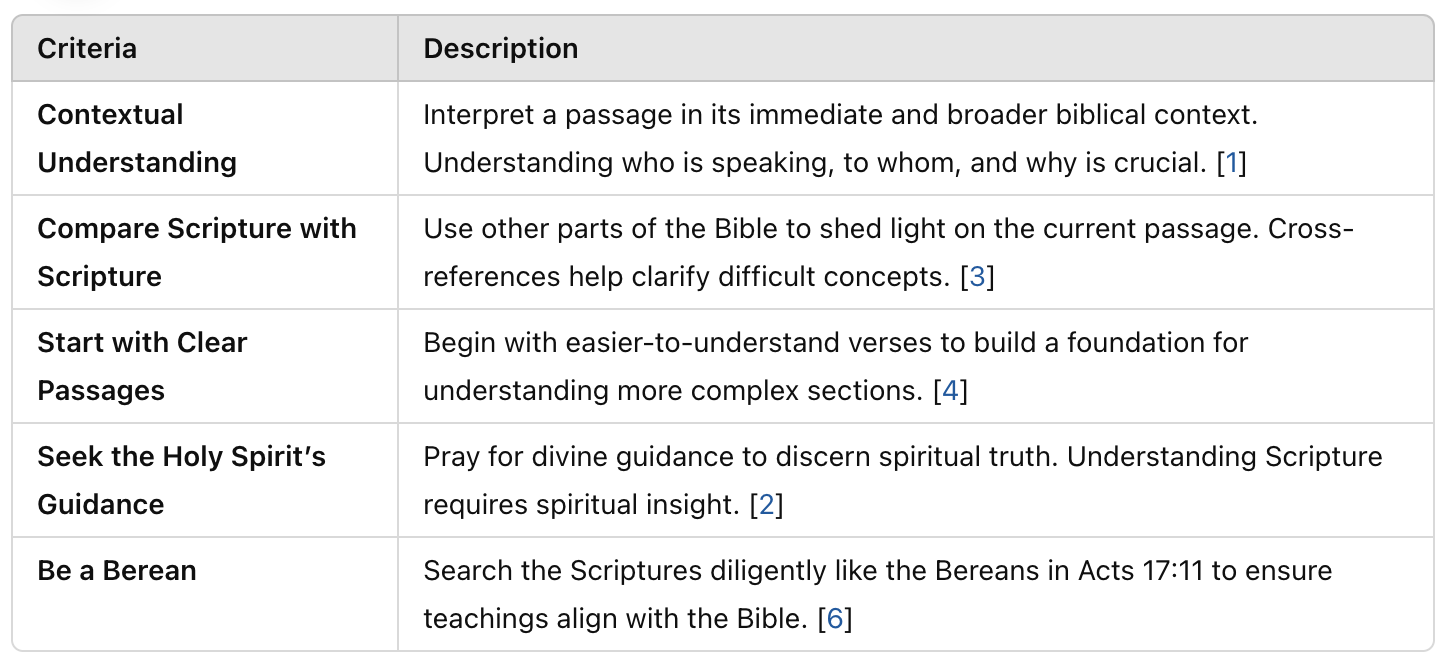 Criteria
Description
Contextual
Understanding
Interpret a passage in its immediate and broader biblical context.
Understanding who is speaking, to whom, and why is crucial. [1]
Compare Scripture with
Scripture
Use other parts of the Bible to shed light on the current passage. Cross-
references help clarify difficult concepts. [3]
Start with Clear
Passages
Begin with easier-to-understand verses to build a foundation for
understanding more complex sections. [4]
Seek the Holy Spirit’s
Guidance
Pray for divine guidance to discern spiritual truth. Understanding Scripture
requires spiritual insight. [2]
Be a Berean
Search the Scriptures diligently like the Bereans in Acts 17:11 to ensure
teachings align with the Bible. [6]